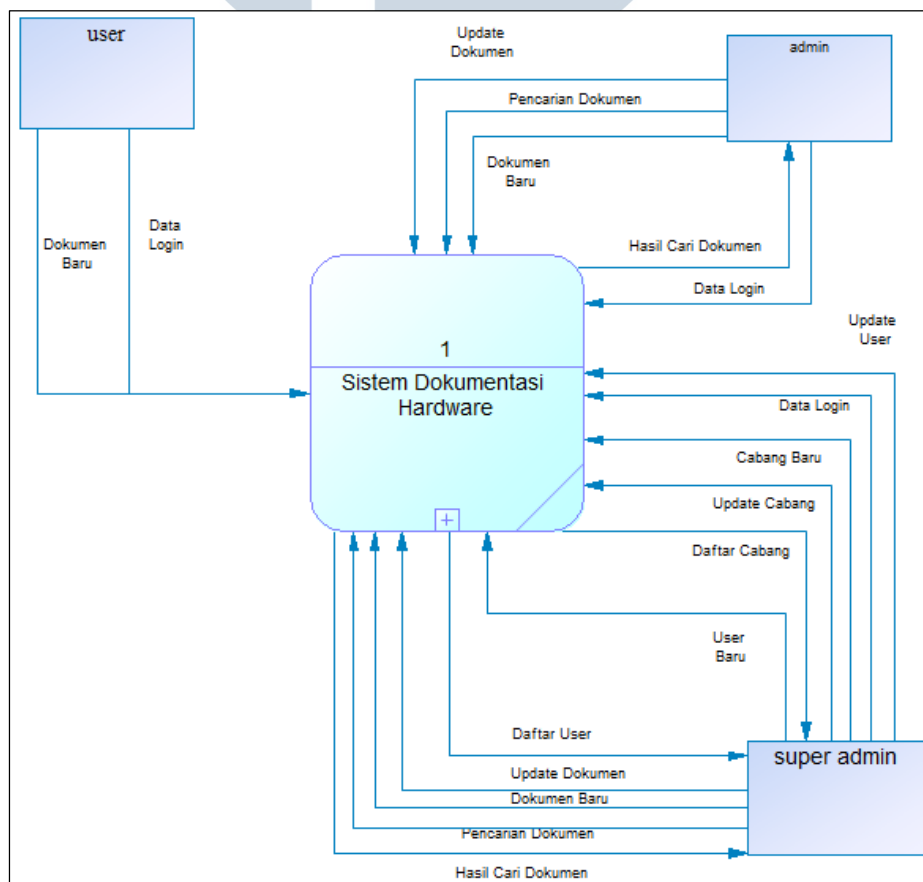 user
Update
Dokumen
admin
Pencarian Dokumen
Dokumen
Baru
Data
Login
Dokumen
Baru
Hasil Cari Dokumen
Data Login
Update
User
1
Sistem Dokumentasi
Hardware
Data Login
Cabang Baru
Update Cabang
Daftar Cabang
User
Baru
Daftar User
super admin
Update Dokumen
Dokumen Baru
Pencarian Dokumen
Hasil Cari Dokumen